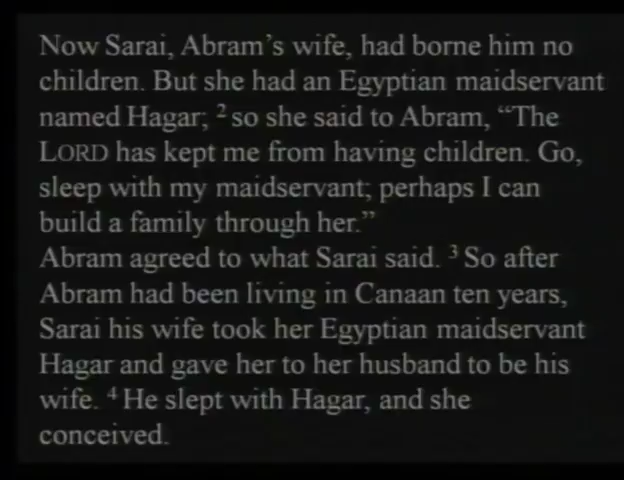 Now Sarai, Abram’s wife, had borne him no
children. But she had an Egyptian maidservant
named Hagar; ² so she said to Abram, “The
LORD has kept me from having children. Go,
sleep with my maidservant; perhaps I can
build a family through her.”
Abram agreed to what Sarai said. ³ So after
Abram had been living in Canaan ten years,
Sarai his wife took her Egyptian maidservant
Hagar and gave her to her husband to be his
wife. ⁴ He slept with Hagar, and she
conceived.